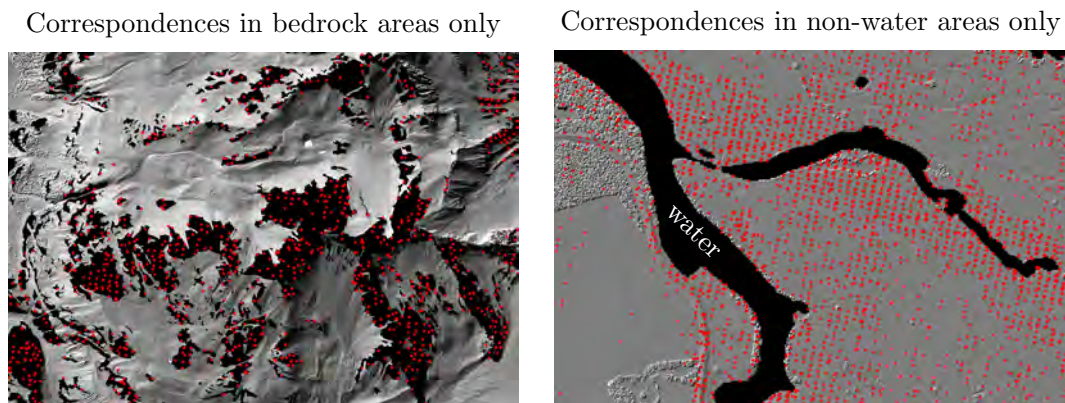 Correspondences in bedrock areas only
Correspondences in non-water areas only
water